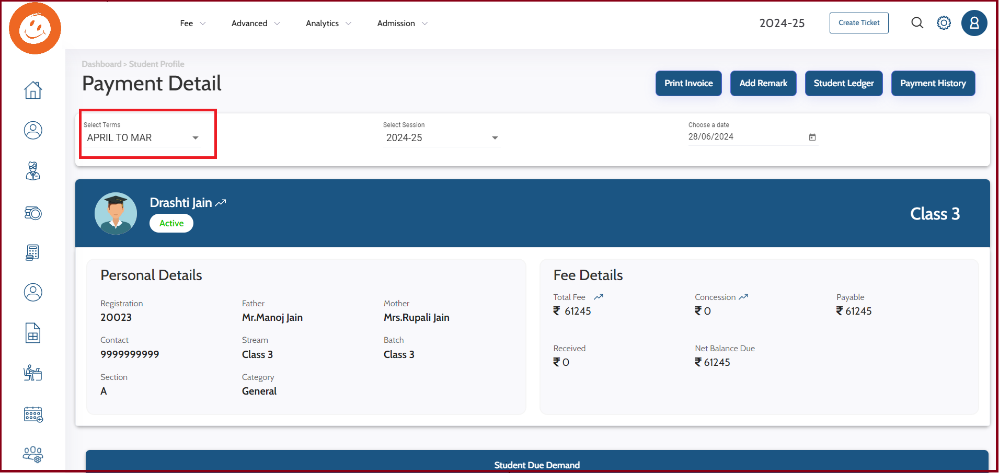 Fee Advanced Analytics Admission 2024-25 Create Ticket
Dashboard > Student Profile
Payment Detail
Print Invoice Add Remark Student Ledger Payment History
Select Terms Select Session Choose a date
APRIL TO MAR 2024-25 28/06/2024
Drashti Jain
Active
Class 3
Personal Details
Registration Father Mother
20023 Mr.Manoj Jain Mrs.Rupali Jain
Contact Stream Batch
9999999999 Class 3 Class 3
Section Category
A General
Fee Details
Total Fee Concession Payable
₹ 61245 ₹ 0 ₹ 61245
Received Net Balance Due
₹ 0 ₹ 61245
Student Due Demand